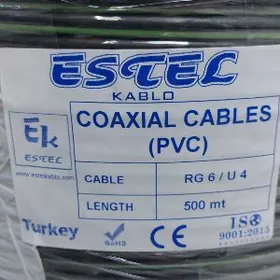 ESTEL
KABLO
Ek
ESTEL
www.estelkablo.com
COAXIAL CABLES
(PVC)
CABLE RG 6 / U 4
LENGTH 500 mt
Turkey RoHS CE ISO
9001:2015